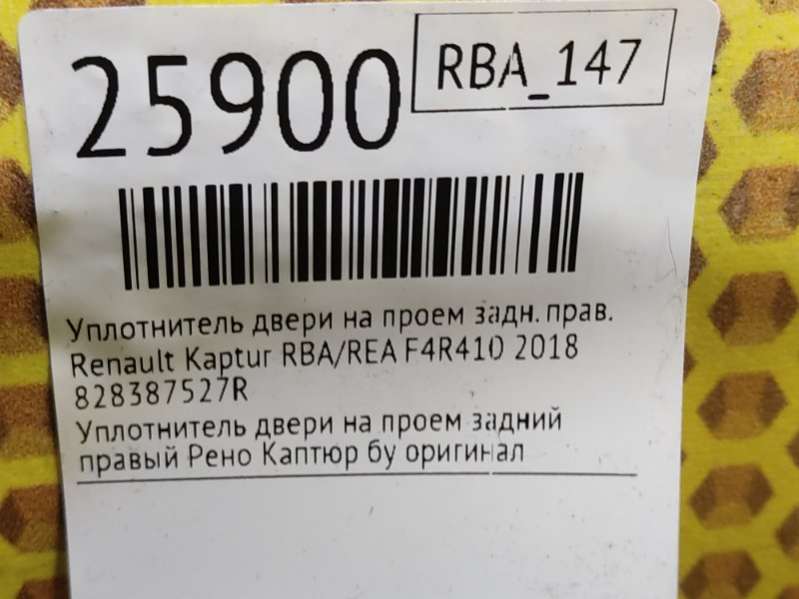 25900
RBA_147
Уплотнитель двери на проем задн. прав.
Renault Kaptur RBA/REA F4R410 2018
828387527R
Уплотнитель двери на проем задний
правый Рено Каптюр бу оригинал